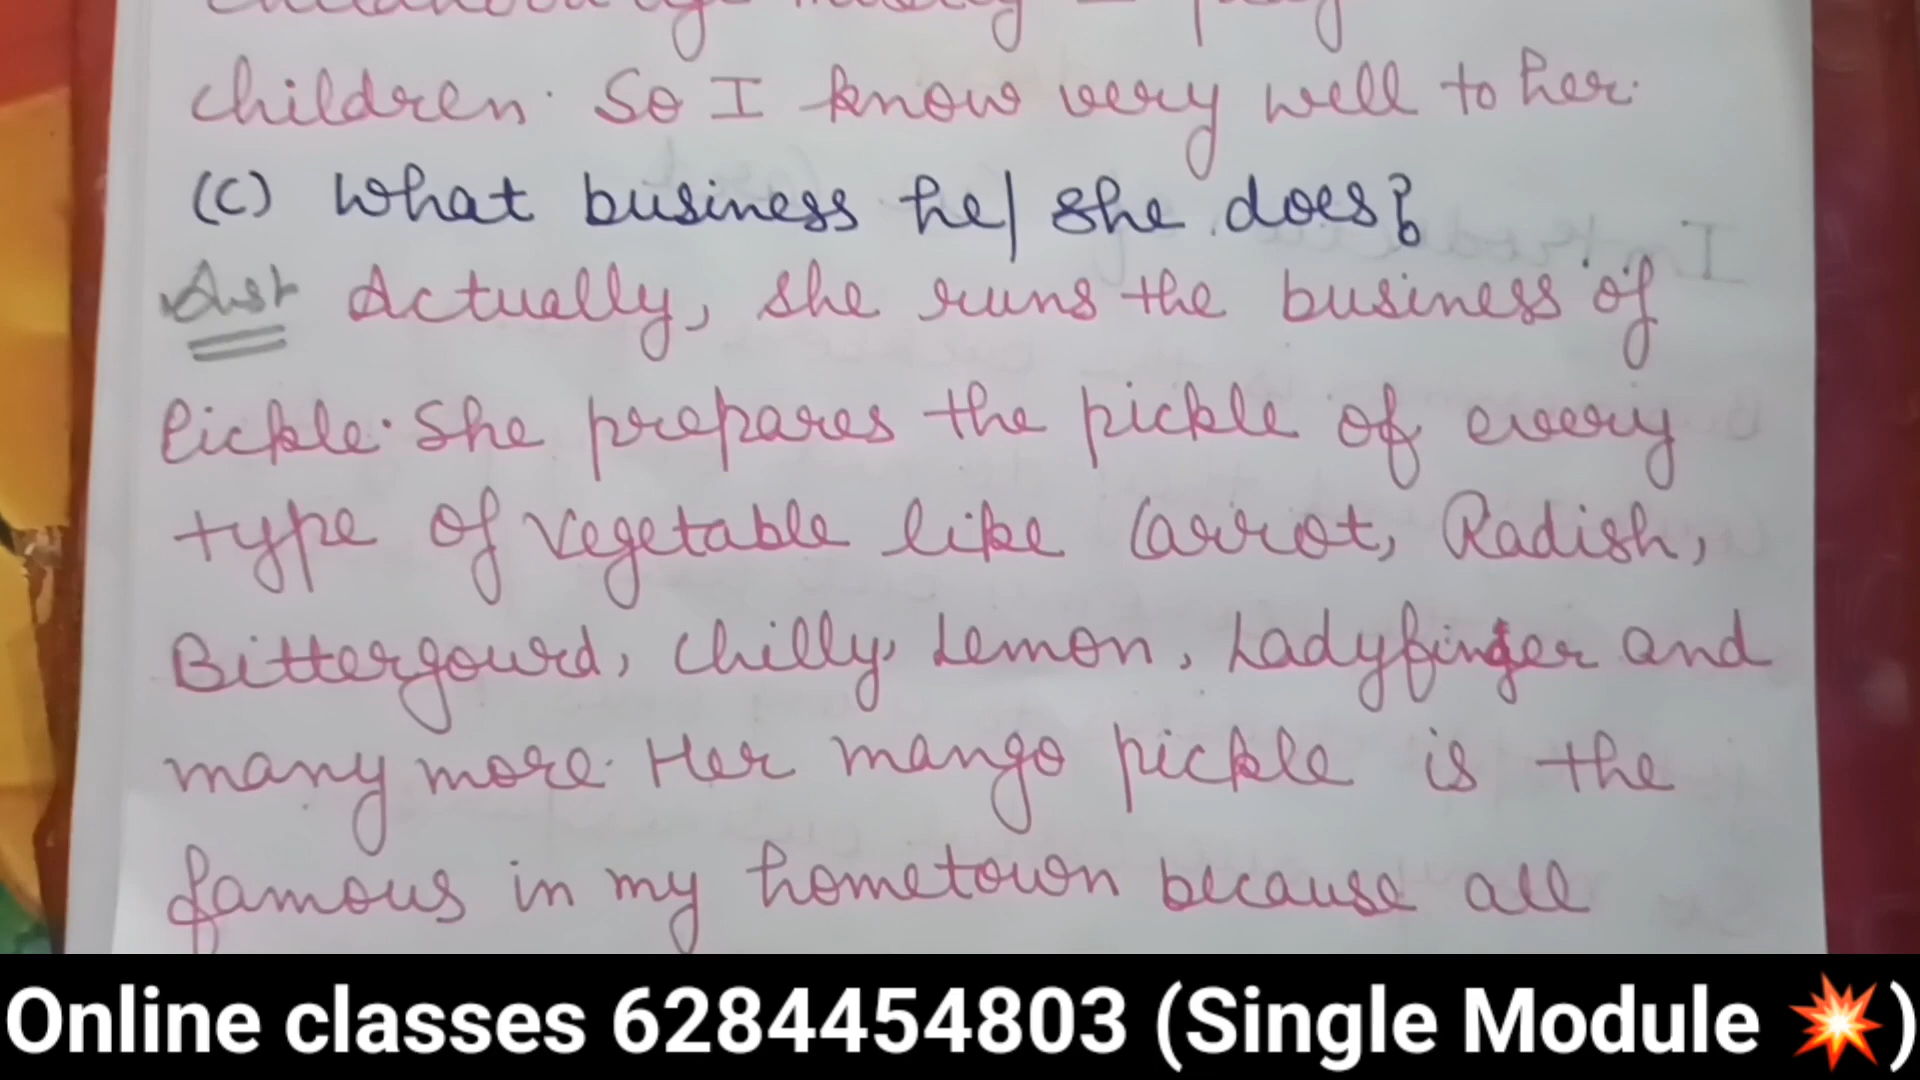 children. So I know very well to her.
(C) What business he/ she does?
Ans Actually, she runs the business of
Pickle. She prepares the pickle of every
type of vegetable like Carrot, Radish,
Bittergourd, Chilly, Lemon, Ladyfinger and
many more. Her mango pickle is the
famous in my hometown because all
Online classes 6284454803 (Single Module 💥)